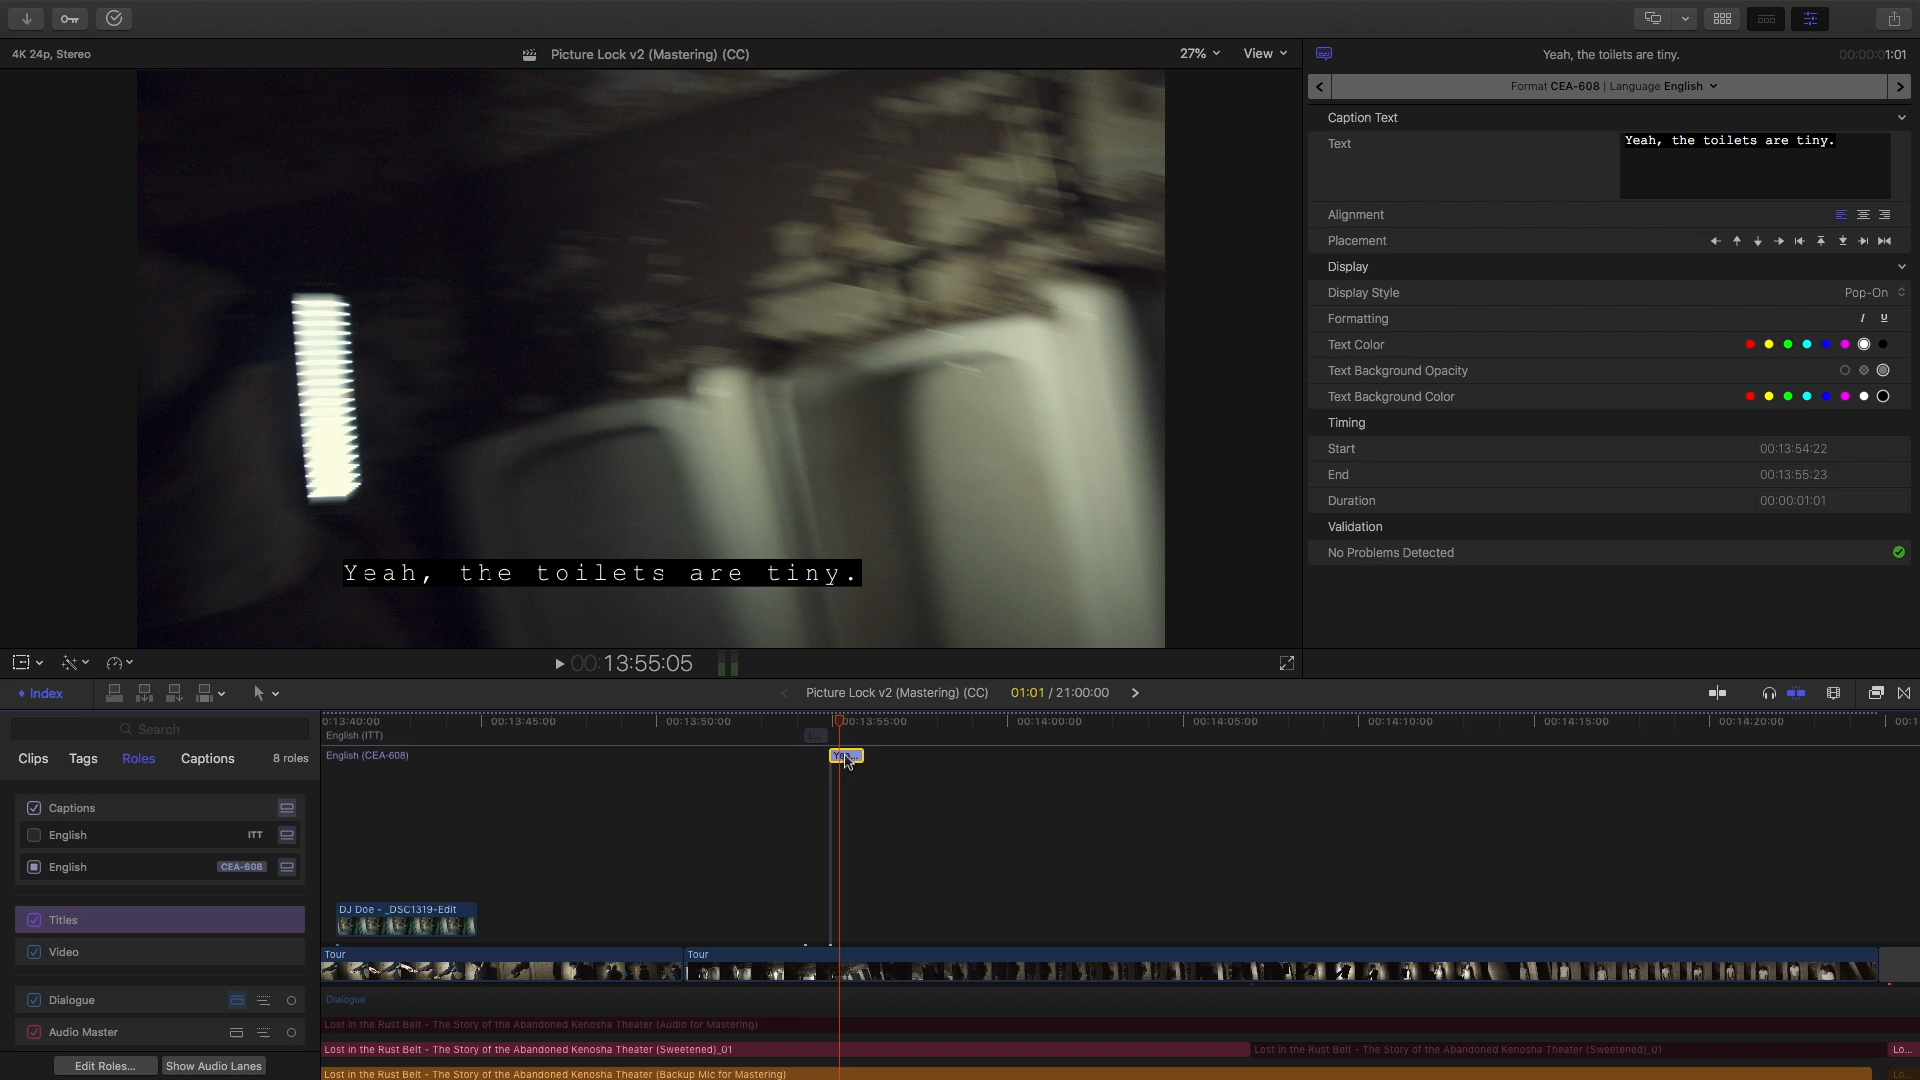 4K 24p, Stereo
Picture Lock v2 (Mastering) (CC)
27%
View
Yeah, the toilets are tiny.
00:00:01:01
Format CEA-608 | Language English
Caption Text
Text
Yeah, the toilets are tiny.
Alignment
Placement
Display
Display Style
Pop-On
Formatting
I U
Text Color
Text Background Opacity
Text Background Color
Timing
Start
00:13:54:22
End
00:13:55:23
Duration
00:00:01:01
Validation
No Problems Detected
Yeah, the toilets are tiny.
00:13:55:05
Index
Picture Lock v2 (Mastering) (CC)
01:01 / 21:00:00
Search
Clips
Tags
Roles
Captions
8 roles
Captions
English
ITT
English
CEA-608
Titles
Video
Dialogue
Audio Master
Edit Roles...
Show Audio Lanes
0:13:40:00
00:13:45:00
00:13:50:00
00:13:55:00
00:14:00:00
00:14:05:00
00:14:10:00
00:14:15:00
00:14:20:00
English (ITT)
L...
English (CEA-608)
DJ Doe - _DSC1319-Edit
Tour
Tour
Dialogue
Lost in the Rust Belt - The Story of the Abandoned Kenosha Theater (Audio for Mastering)
Lost in the Rust Belt - The Story of the Abandoned Kenosha Theater (Sweetened)_01
Lost in the Rust Belt - The Story of the Abandoned Kenosha Theater (Sweetened)_01
Lo...
Lost in the Rust Belt - The Story of the Abandoned Kenosha Theater (Backup Mic for Mastering)
Lo...